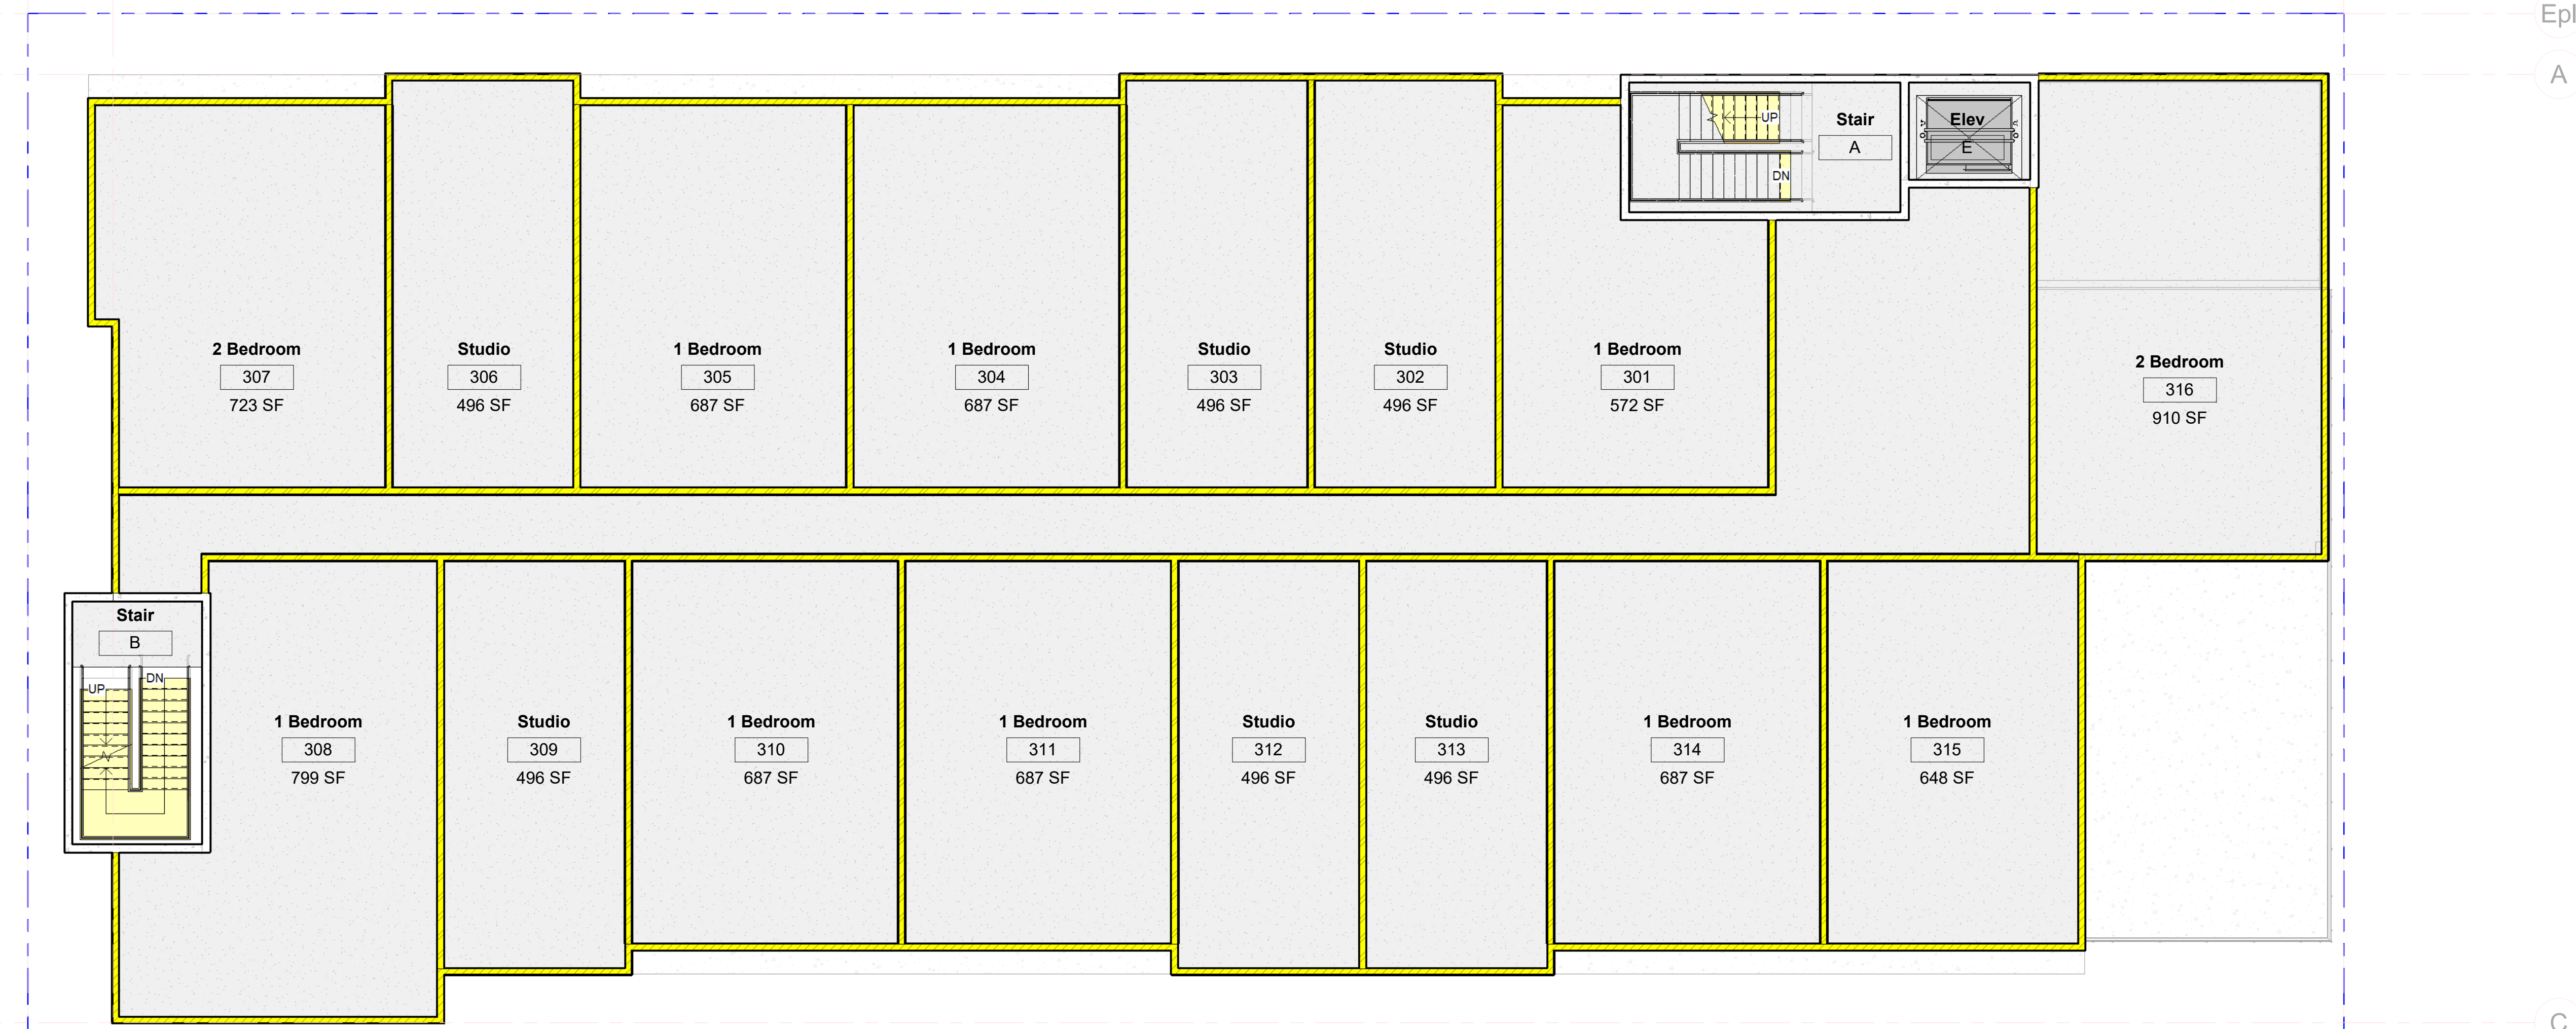 Epl
A
Stair
A
UP
DN
Elev
E
2 Bedroom
307
723 SF
Studio
306
496 SF
1 Bedroom
305
687 SF
1 Bedroom
304
687 SF
Studio
303
496 SF
Studio
302
496 SF
1 Bedroom
301
572 SF
2 Bedroom
316
910 SF
Stair
B
UP
DN
1 Bedroom
308
799 SF
Studio
309
496 SF
1 Bedroom
310
687 SF
1 Bedroom
311
687 SF
Studio
312
496 SF
Studio
313
496 SF
1 Bedroom
314
687 SF
1 Bedroom
315
648 SF
C